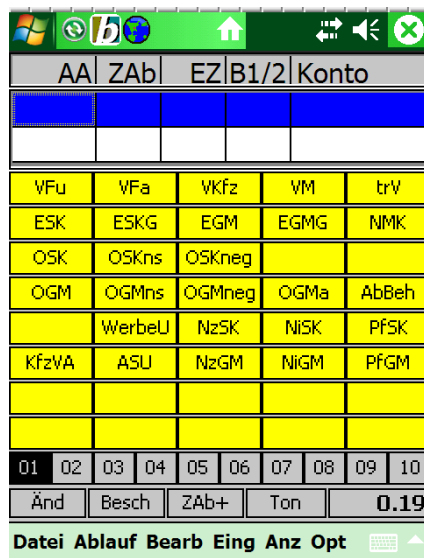 b
AA ZAb EZ B1/2 Konto
VFu VFa VKfz VM trV
ESK ESKG EGM EGMG NMK
OSK OSKns OSKneg
OGM OGMns OGMneg OGMa AbBeh
WerbeU NzSK NiSK PfSK
KfzVA ASU NzGM NiGM PfGM
01 02 03 04 05 06 07 08 09 10
Änd Besch ZAb+ Ton 0.19
Datei Ablauf Bearb Eing Anz Opt